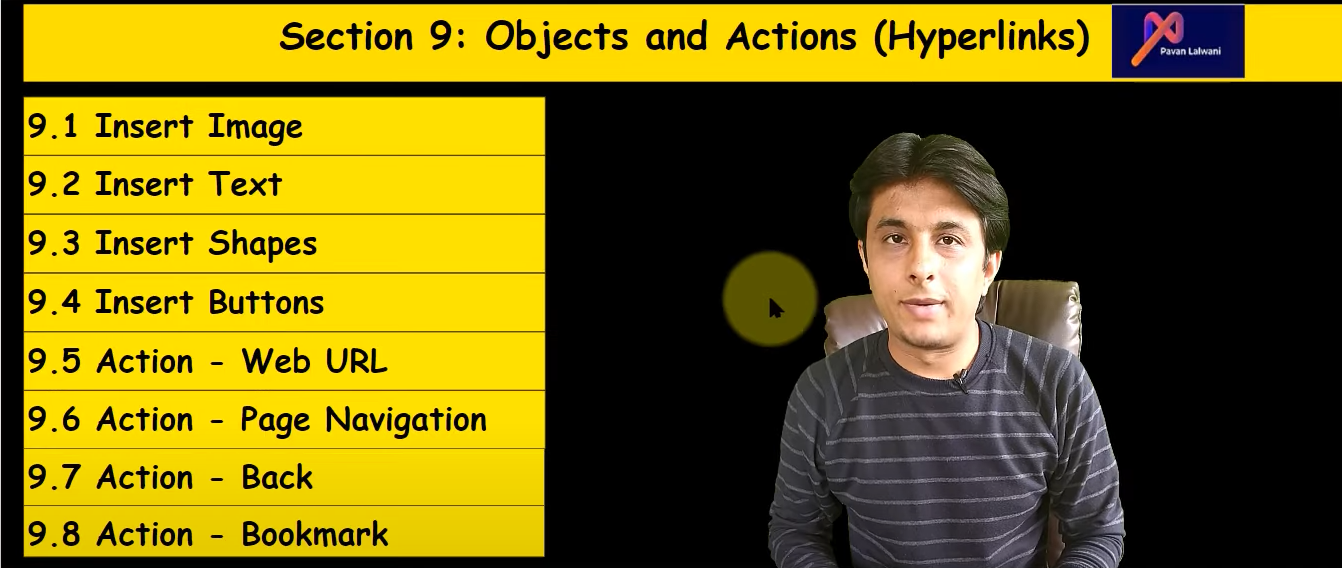 Section 9: Objects and Actions (Hyperlinks)
Pavan Lalwani
9.1 Insert Image
9.2 Insert Text
9.3 Insert Shapes
9.4 Insert Buttons
9.5 Action - Web URL
9.6 Action - Page Navigation
9.7 Action - Back
9.8 Action - Bookmark